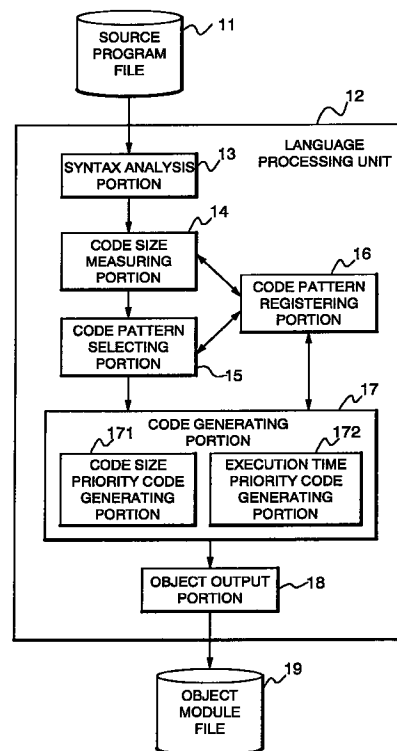 SOURCE
PROGRAM
FILE
11
12
LANGUAGE
PROCESSING UNIT
13
SYNTAX ANALYSIS
PORTION
14
CODE SIZE
MEASURING
PORTION
16
CODE PATTERN
REGISTERING
PORTION
CODE PATTERN
SELECTING
PORTION
15
17
CODE GENERATING
PORTION
171
172
CODE SIZE
PRIORITY CODE
GENERATING
PORTION
EXECUTION TIME
PRIORITY CODE
GENERATING
PORTION
OBJECT OUTPUT
PORTION
18
19
OBJECT
MODULE
FILE